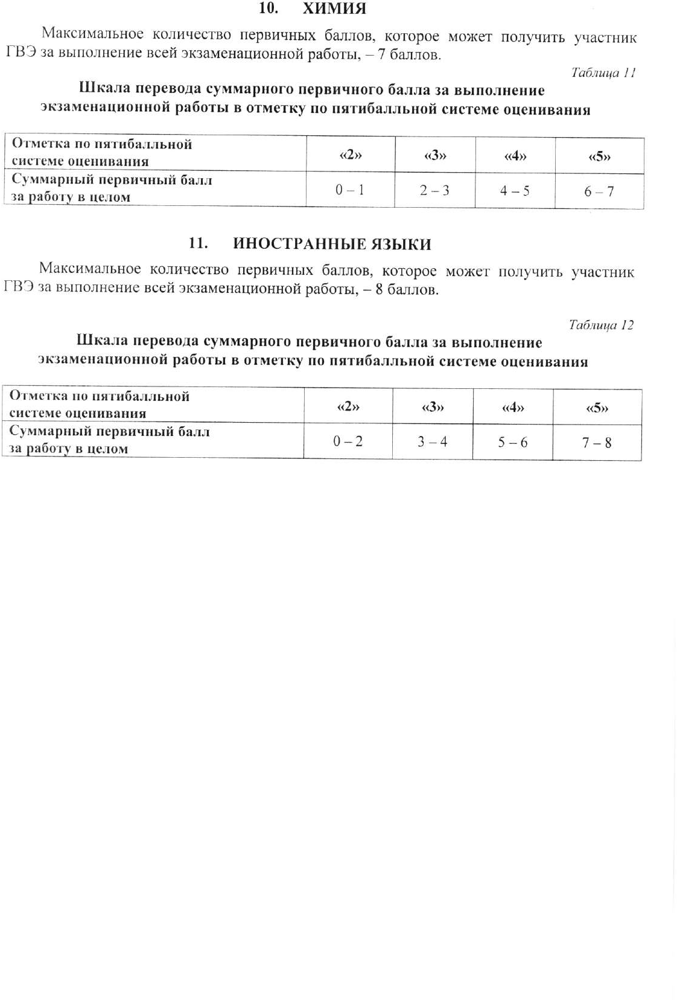 10. ХИМИЯ
Максимальное количество первичных баллов, которое может получить участник
ГВЭ за выполнение всей экзаменационной работы, – 7 баллов.
Таблица 11
Шкала перевода суммарного первичного балла за выполнение
экзаменационной работы в отметку по пятибалльной системе оценивания
Отметка по пятибалльной
системе оценивания
«2» «3» «4» «5»
Суммарный первичный балл
за работу в целом
0 – 1 2 – 3 4 – 5 6 – 7
11. ИНОСТРАННЫЕ ЯЗЫКИ
Максимальное количество первичных баллов, которое может получить участник
ГВЭ за выполнение всей экзаменационной работы, – 8 баллов.
Таблица 12
Шкала перевода суммарного первичного балла за выполнение
экзаменационной работы в отметку по пятибалльной системе оценивания
Отметка по пятибалльной
системе оценивания
«2» «3» «4» «5»
Суммарный первичный балл
за работу в целом
0 – 2 3 – 4 5 – 6 7 – 8